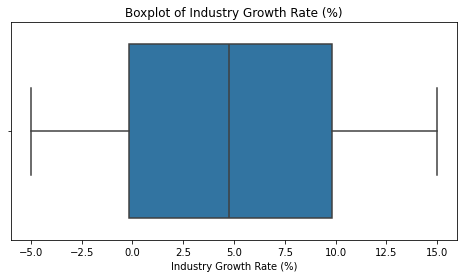 Boxplot of Industry Growth Rate (%)
−5.0 −2.5 0.0 2.5 5.0 7.5 10.0 12.5 15.0
Industry Growth Rate (%)